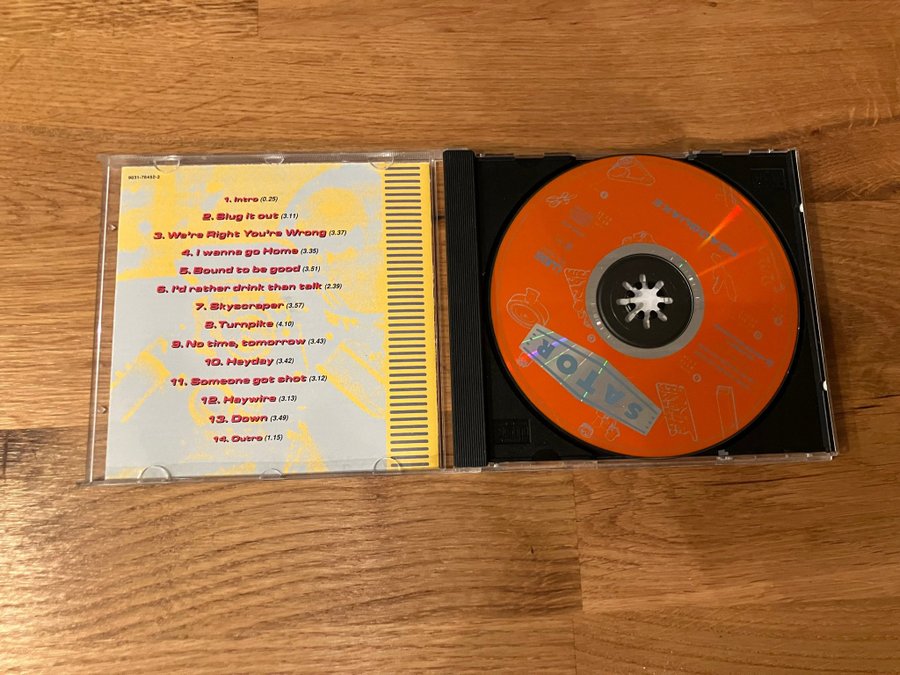 9031-76452-2
1. Intro (0.25)
2. Slug it out (3.11)
3. We're Right You're Wrong (3.37)
4. I wanna go Home (3.35)
5. Bound to be good (3.51)
6. I'd rather drink than talk (2.39)
7. Skyscraper (3.57)
8. Turnpike (4.10)
9. No time, tomorrow (3.43)
10. Heyday (3.42)
11. Someone got shot (3.12)
12. Haywire (3.13)
13. Down (3.49)
14. Outro (1.15)
SATOR
HEADQUAKE